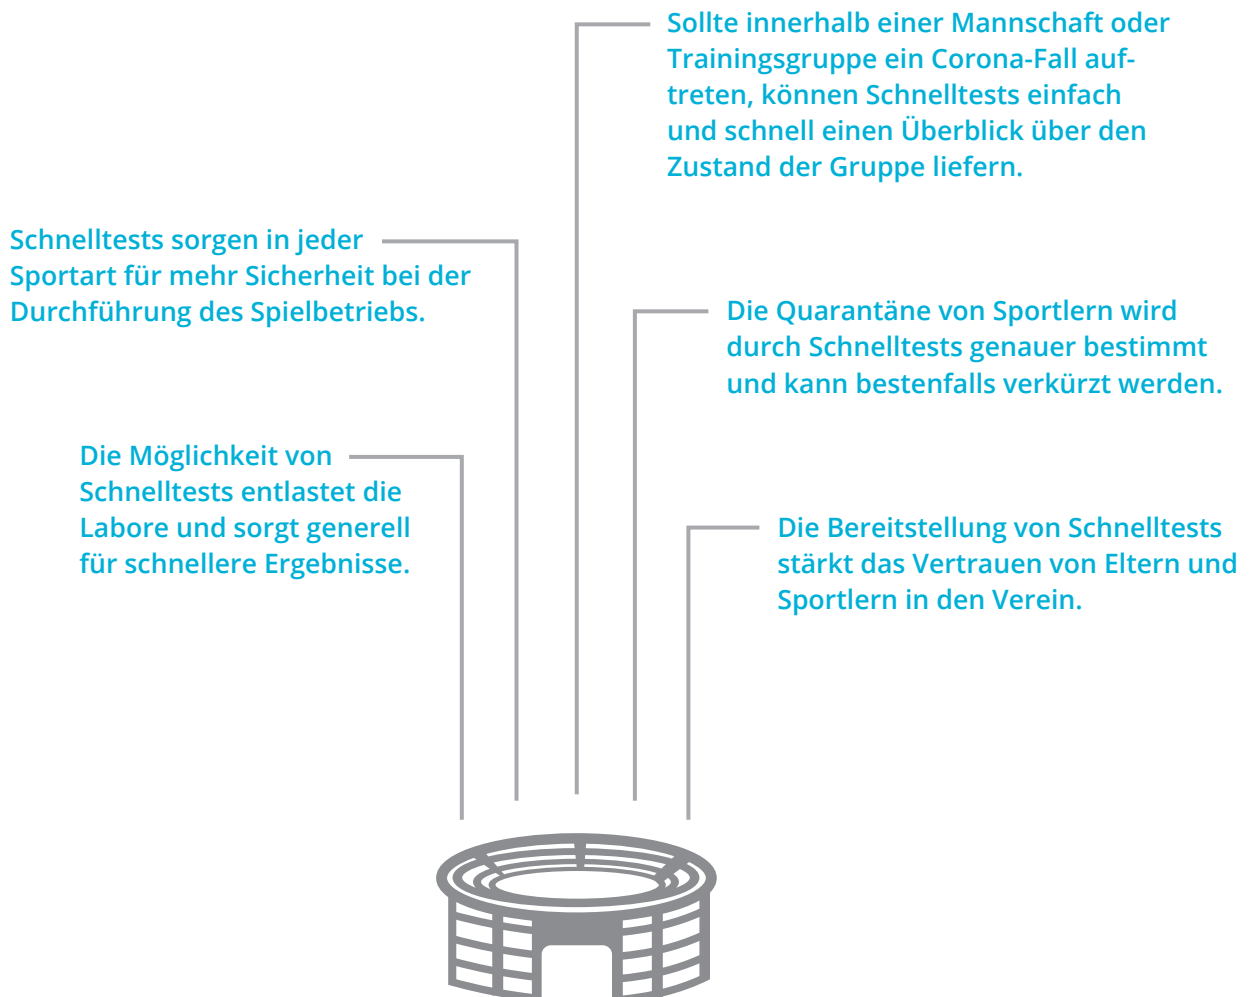 Sollte innerhalb einer Mannschaft oder
Trainingsgruppe ein Corona-Fall auf-
treten, können Schnelltests einfach
und schnell einen Überblick über den
Zustand der Gruppe liefern.
Schnelltests sorgen in jeder
Sportart für mehr Sicherheit bei der
Durchführung des Spielbetriebs.
Die Quarantäne von Sportlern wird
durch Schnelltests genauer bestimmt
und kann bestenfalls verkürzt werden.
Die Möglichkeit von
Schnelltests entlastet die
Labore und sorgt generell
für schnellere Ergebnisse.
Die Bereitstellung von Schnelltests
stärkt das Vertrauen von Eltern und
Sportlern in den Verein.